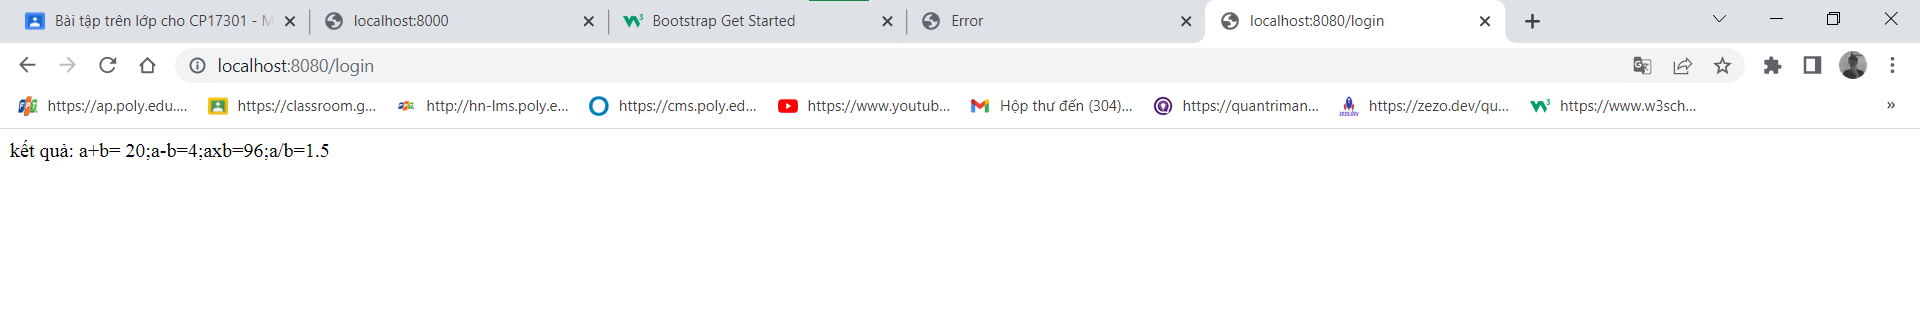 Bài tập trên lớp cho CP17301 - M
localhost:8000
Bootstrap Get Started
Error
localhost:8080/login
localhost:8080/login
https://ap.poly.edu....
https://classroom.g...
http://hn-lms.poly.e...
https://cms.poly.ed...
https://www.youtub...
Hộp thư đến (304)...
https://quantriman...
https://zezo.dev/qu...
https://www.w3sch...
kết quả: a+b= 20;a-b=4;axb=96;a/b=1.5